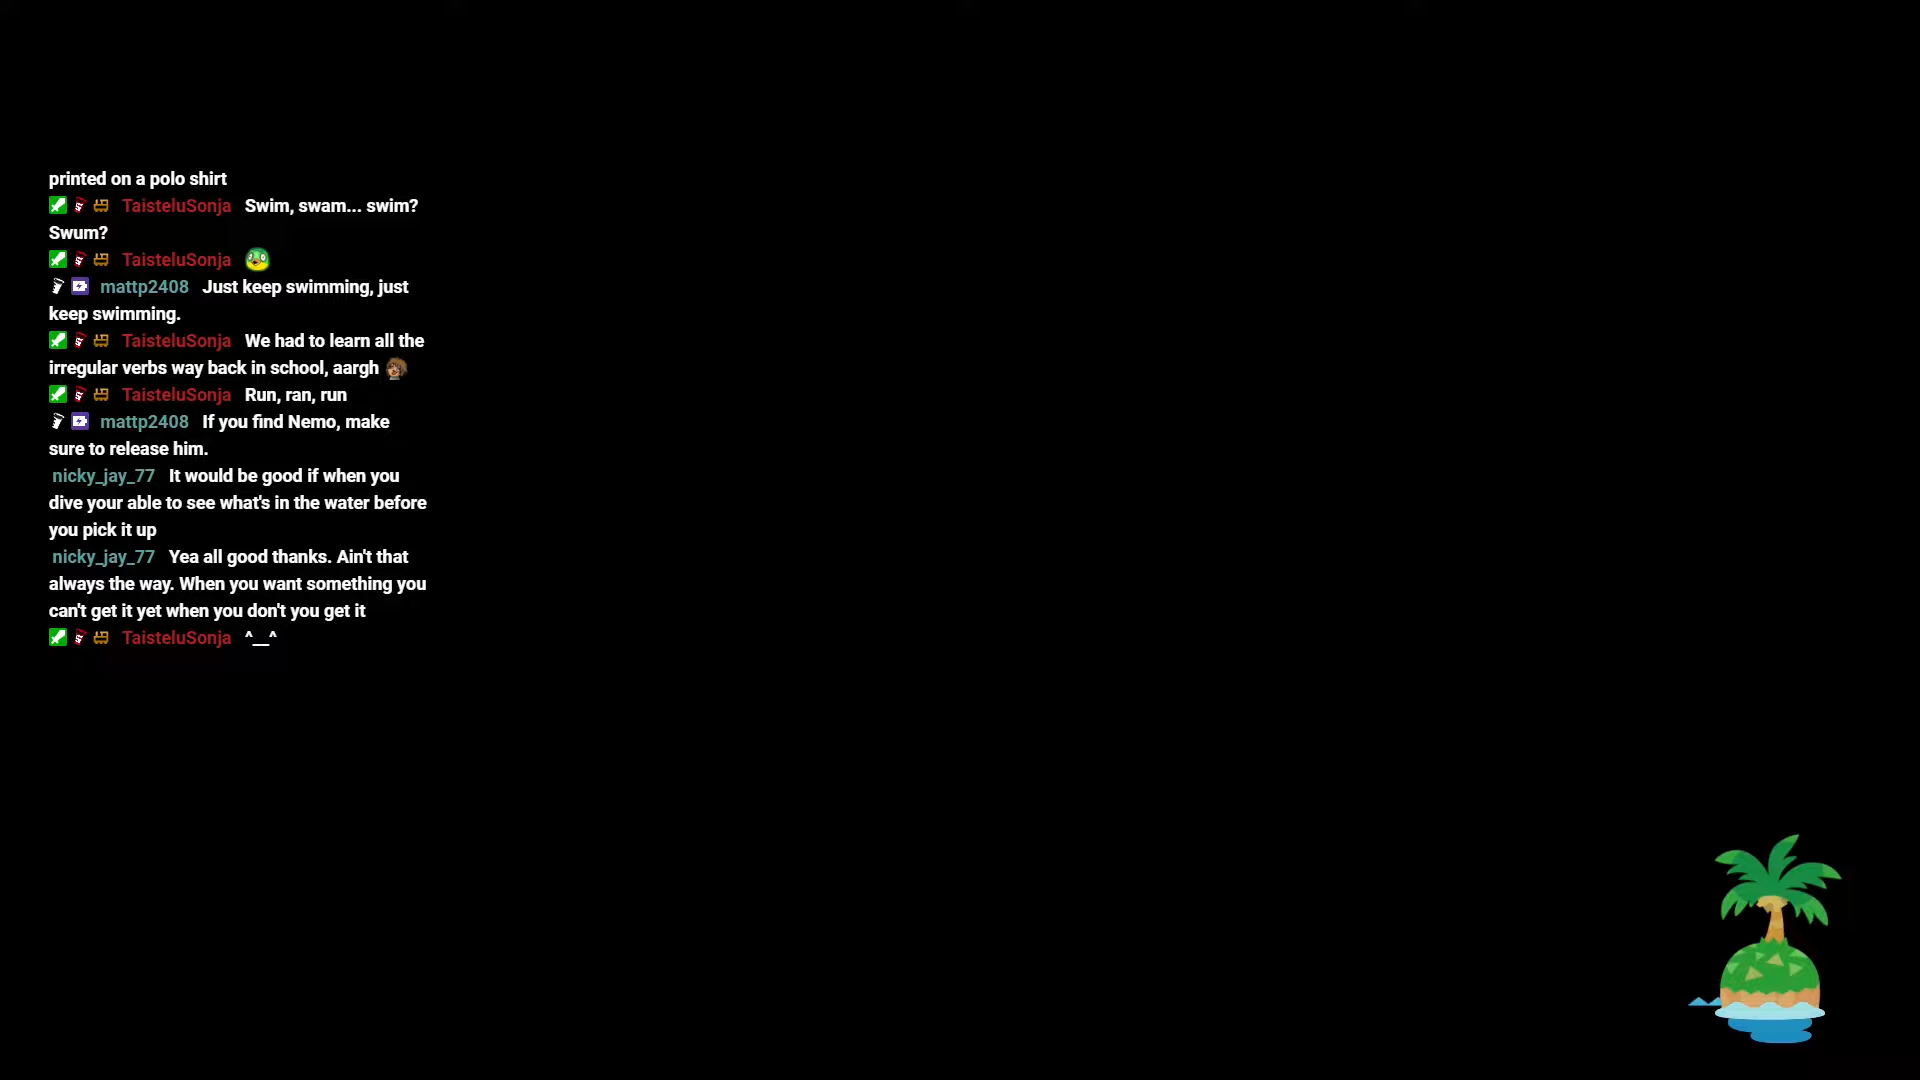 printed on a polo shirt
TaisteluSonja Swim, swam... swim?
Swum?
TaisteluSonja
mattp2408 Just keep swimming, just
keep swimming.
TaisteluSonja We had to learn all the
irregular verbs way back in school, aargh
TaisteluSonja Run, ran, run
mattp2408 If you find Nemo, make
sure to release him.
nicky_jay_77 It would be good if when you
dive your able to see what's in the water before
you pick it up
nicky_jay_77 Yea all good thanks. Ain't that
always the way. When you want something you
can't get it yet when you don't you get it
TaisteluSonja ^__^